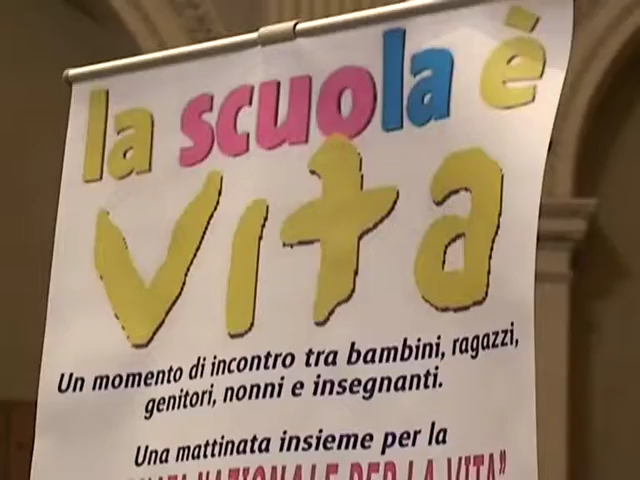 la scuola è
vita
Un momento di incontro tra bambini, ragazzi,
genitori, nonni e insegnanti.
Una mattinata insieme per la
NAZIONALE PER LA VITA"